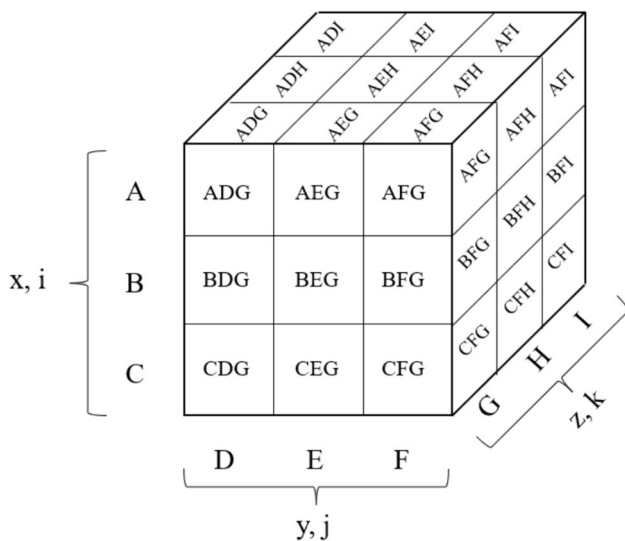 ADI AEI AFI
ADH AEH AFH
ADG AEG AFG
A ADG AEG AFG
B BDG BEG BFG
C CDG CEG CFG
AFG AFH AFI
BFG BFH BFI
CFG CFH CFI
x, i
D E F
y, j
G H I
z, k